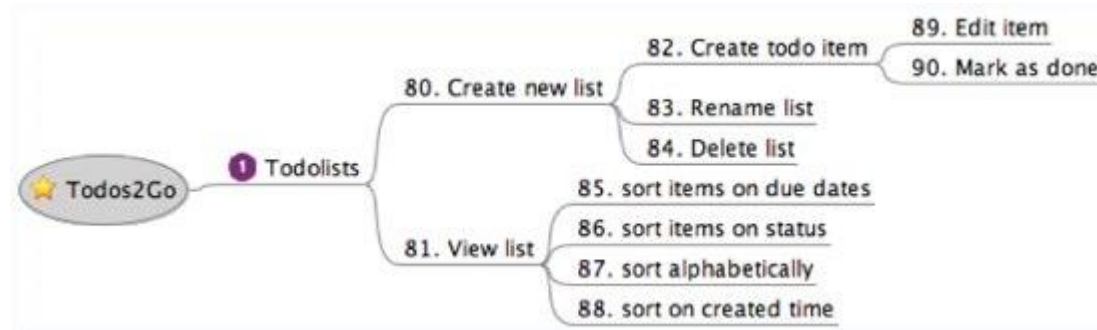 89. Edit item
82. Create todo item
90. Mark as done
80. Create new list
83. Rename list
84. Delete list
1 Todolists
Todos2Go
85. sort items on due dates
86. sort items on status
81. View list
87. sort alphabetically
88. sort on created time